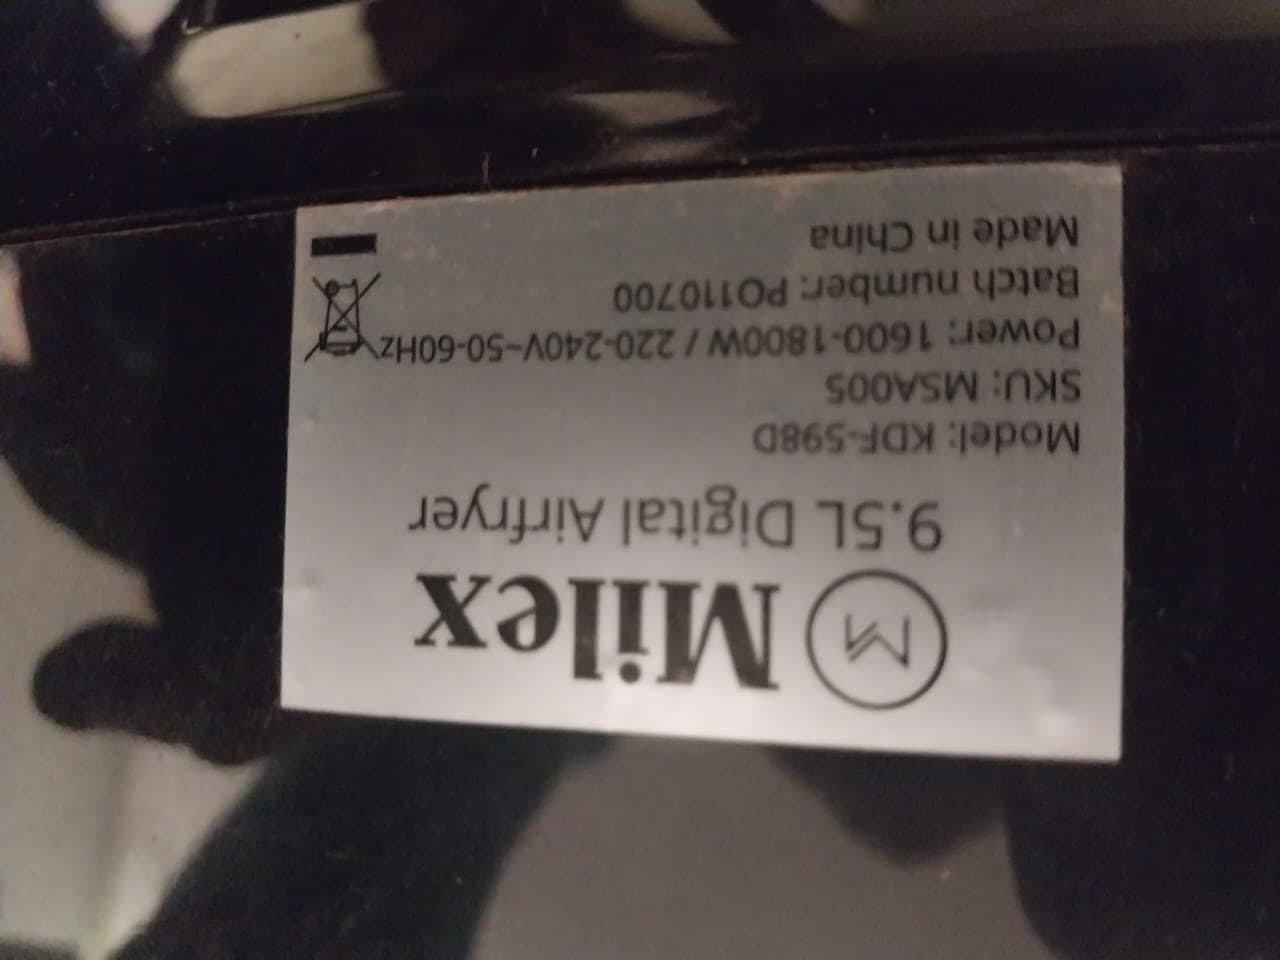 Milex
9.5L Digital Airfryer
Model: KDF-598D
SKU: MSA005
Power: 1600-1800W / 220-240V~50-60Hz
Batch number: PO110700
Made in China